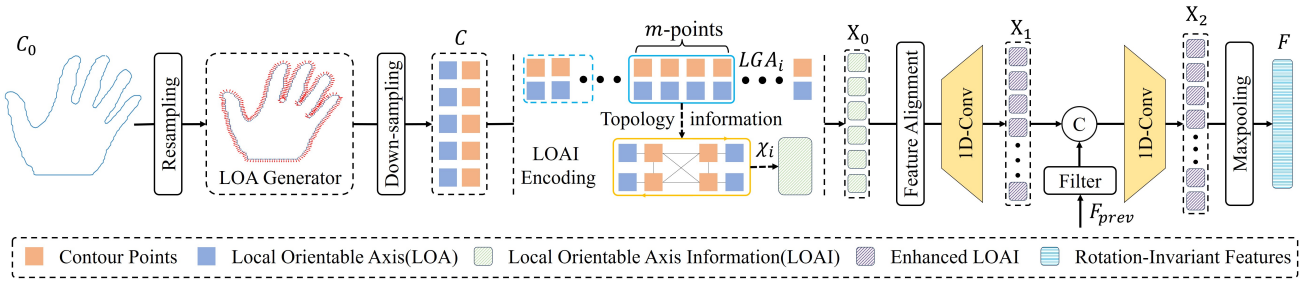 C₀
Resampling
LOA Generator
Down-sampling
C
m-points
LGAᵢ
Topology information
LOAI
Encoding
χᵢ
X₀
Feature Alignment
1D-Conv
X₁
C
Filter
F_prev
1D-Conv
X₂
Maxpooling
F
Contour Points
Local Orientable Axis(LOA)
Local Orientable Axis Information(LOAI)
Enhanced LOAI
Rotation-Invariant Features